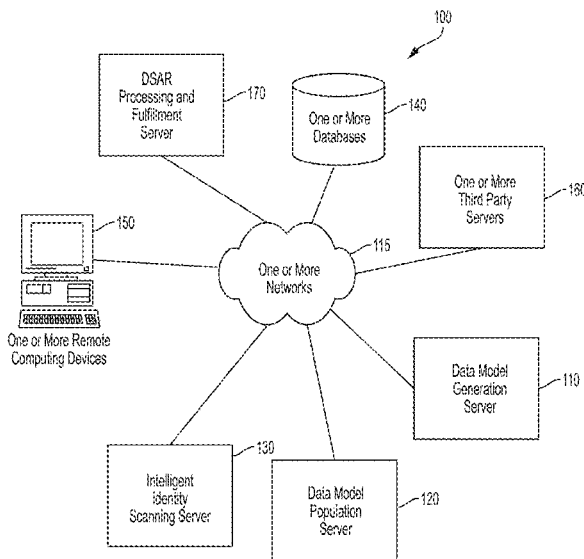 100
DSAR
Processing and
Fulfillment
Server
170
One or More
Databases
140
One or More
Third Party
Servers
160
150
One or More Remote
Computing Devices
One or More
Networks
115
Data Model
Generation
Server
110
Intelligent
Identity
Scanning Server
130
Data Model
Population
Server
120